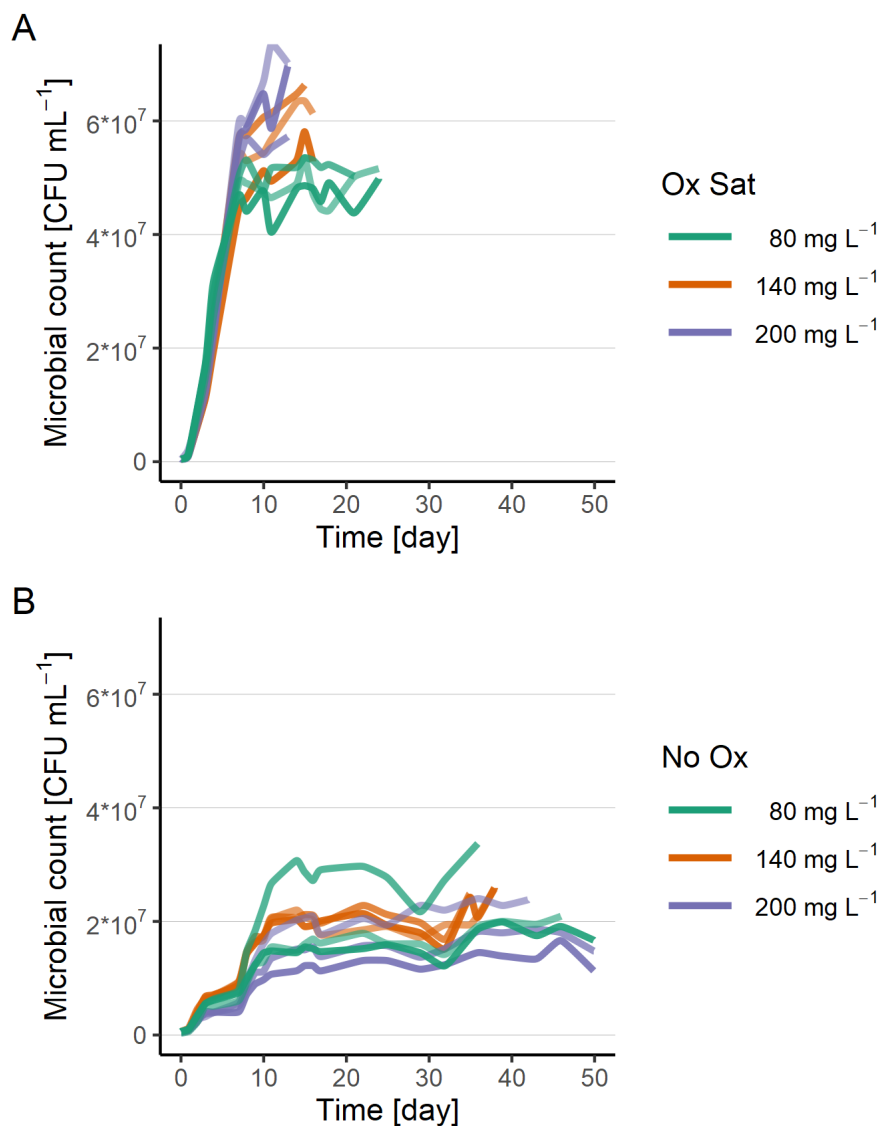 A
Microbial count [CFU mL⁻¹]
6*10⁷
4*10⁷
2*10⁷
0
0 10 20 30 40 50
Time [day]
Ox Sat
80 mg L⁻¹
140 mg L⁻¹
200 mg L⁻¹
B
Microbial count [CFU mL⁻¹]
6*10⁷
4*10⁷
2*10⁷
0
0 10 20 30 40 50
Time [day]
No Ox
80 mg L⁻¹
140 mg L⁻¹
200 mg L⁻¹